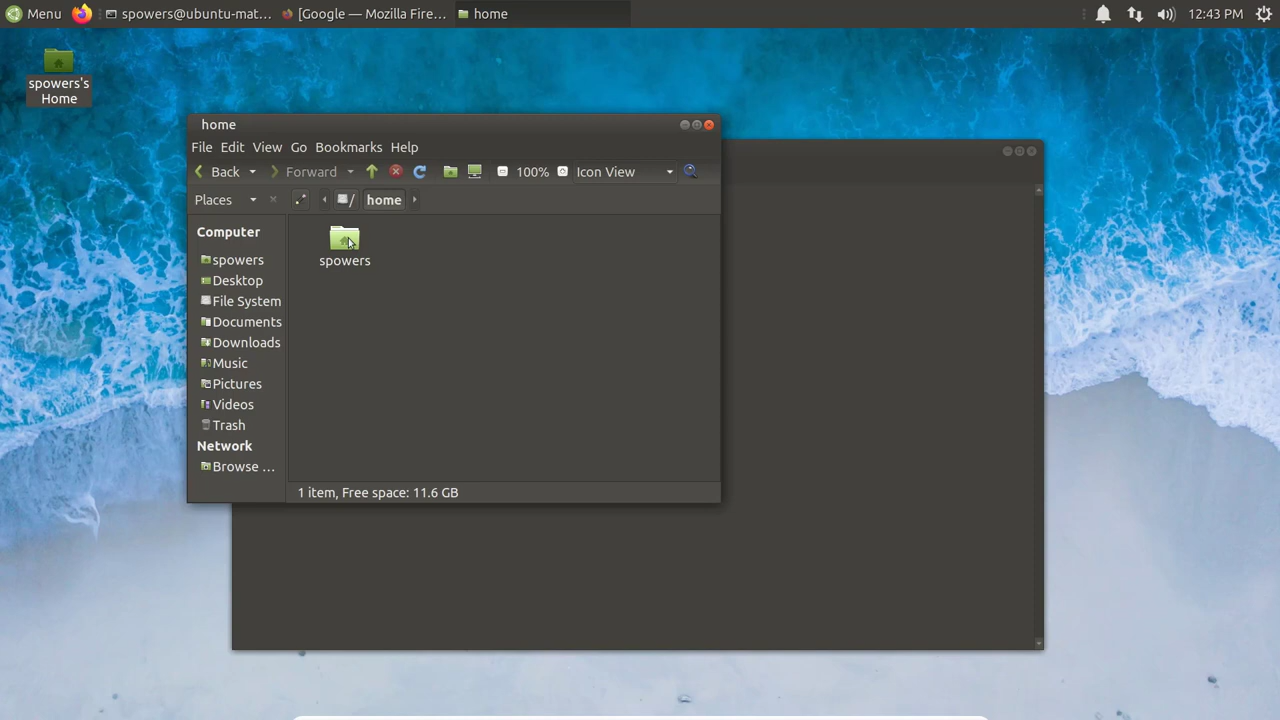 Menu
spowers@ubuntu-mat...
[Google — Mozilla Fire...
home
12:43 PM
spowers's
Home
home
File Edit View Go Bookmarks Help
Back Forward 100% Icon View
Places / home
Computer
spowers
Desktop
File System
Documents
Downloads
Music
Pictures
Videos
Trash
Network
Browse ...
spowers
1 item, Free space: 11.6 GB